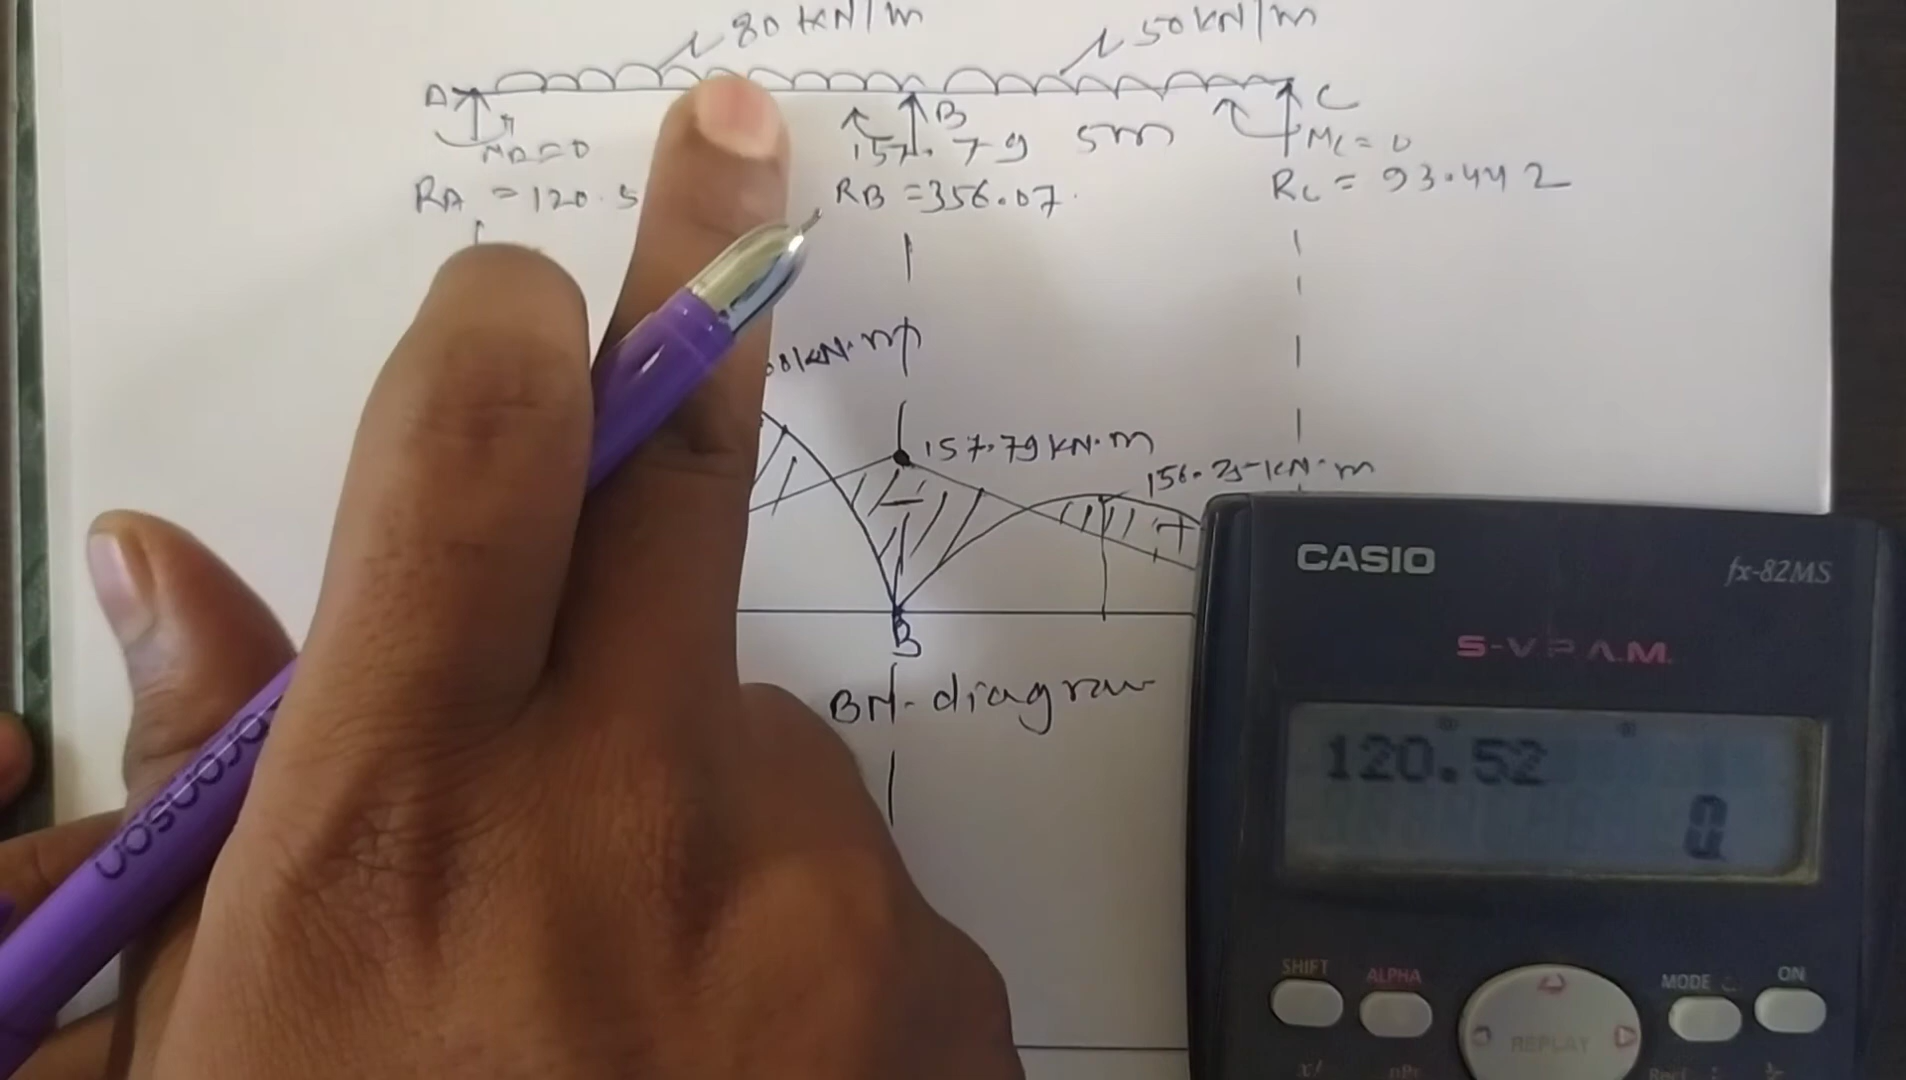 80 kN/m 50 kN/m
A B C
MA=0 157.79 5m MC=0
RA = 120.5 RB = 356.07 RC = 93.442
kN.m
157.79 kN.m
156.25 kN.m
+
B
BM-diagram
CASIO fx-82MS
S-V.P.A.M.
120.52
0
SHIFT ALPHA MODE ON
REPLAY
x! nPr